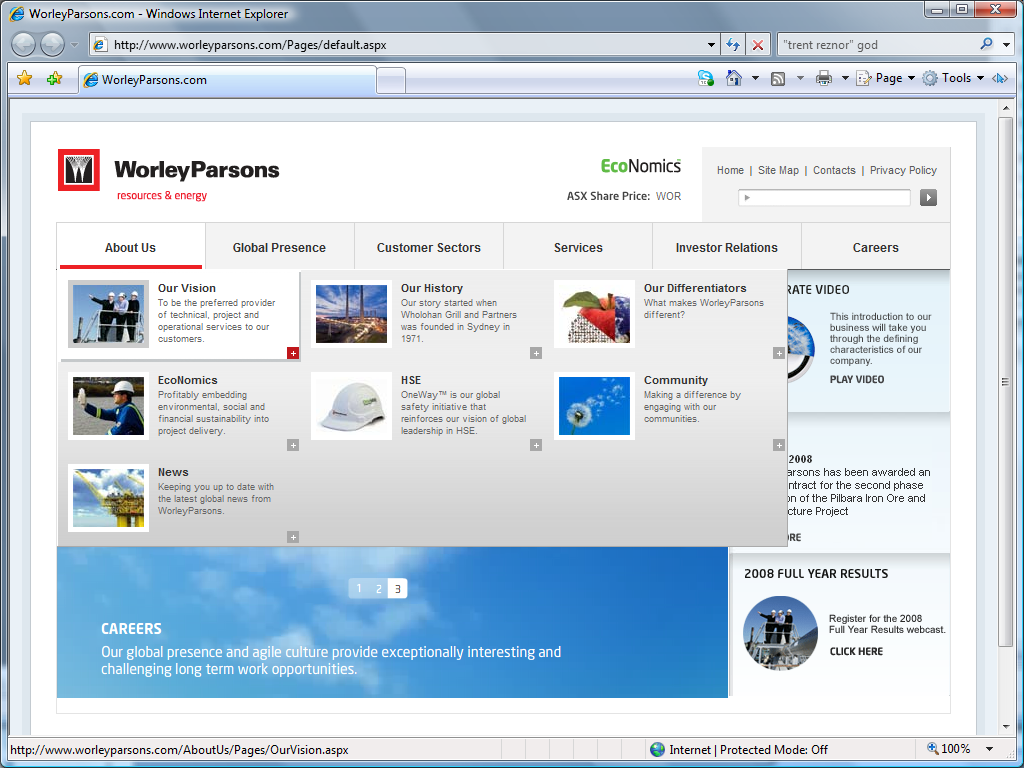 WorleyParsons.com - Windows Internet Explorer
http://www.worleyparsons.com/Pages/default.aspx
"trent reznor" god
WorleyParsons.com
Page
Tools
WorleyParsons
resources & energy
EcoNomics
ASX Share Price: WOR
Home | Site Map | Contacts | Privacy Policy
About Us
Global Presence
Customer Sectors
Services
Investor Relations
Careers
Our Vision
To be the preferred provider
of technical, project and
operational services to our
customers.
Our History
Our story started when
Wholohan Grill and Partners
was founded in Sydney in
1971.
Our Differentiators
What makes WorleyParsons
different?
EcoNomics
Profitably embedding
environmental, social and
financial sustainability into
project delivery.
HSE
OneWay™ is our global
safety initiative that
reinforces our vision of global
leadership in HSE.
Community
Making a difference by
engaging with our
communities.
News
Keeping you up to date with
the latest global news from
WorleyParsons.
RATE VIDEO
This introduction to our
business will take you
through the defining
characteristics of our
company.
PLAY VIDEO
2008
arsons has been awarded an
ntract for the second phase
on of the Pilbara Iron Ore and
cture Project
ORE
1 2 3
CAREERS
Our global presence and agile culture provide exceptionally interesting and
challenging long term work opportunities.
2008 FULL YEAR RESULTS
Register for the 2008
Full Year Results webcast.
CLICK HERE
http://www.worleyparsons.com/AboutUs/Pages/OurVision.aspx
Internet | Protected Mode: Off
100%